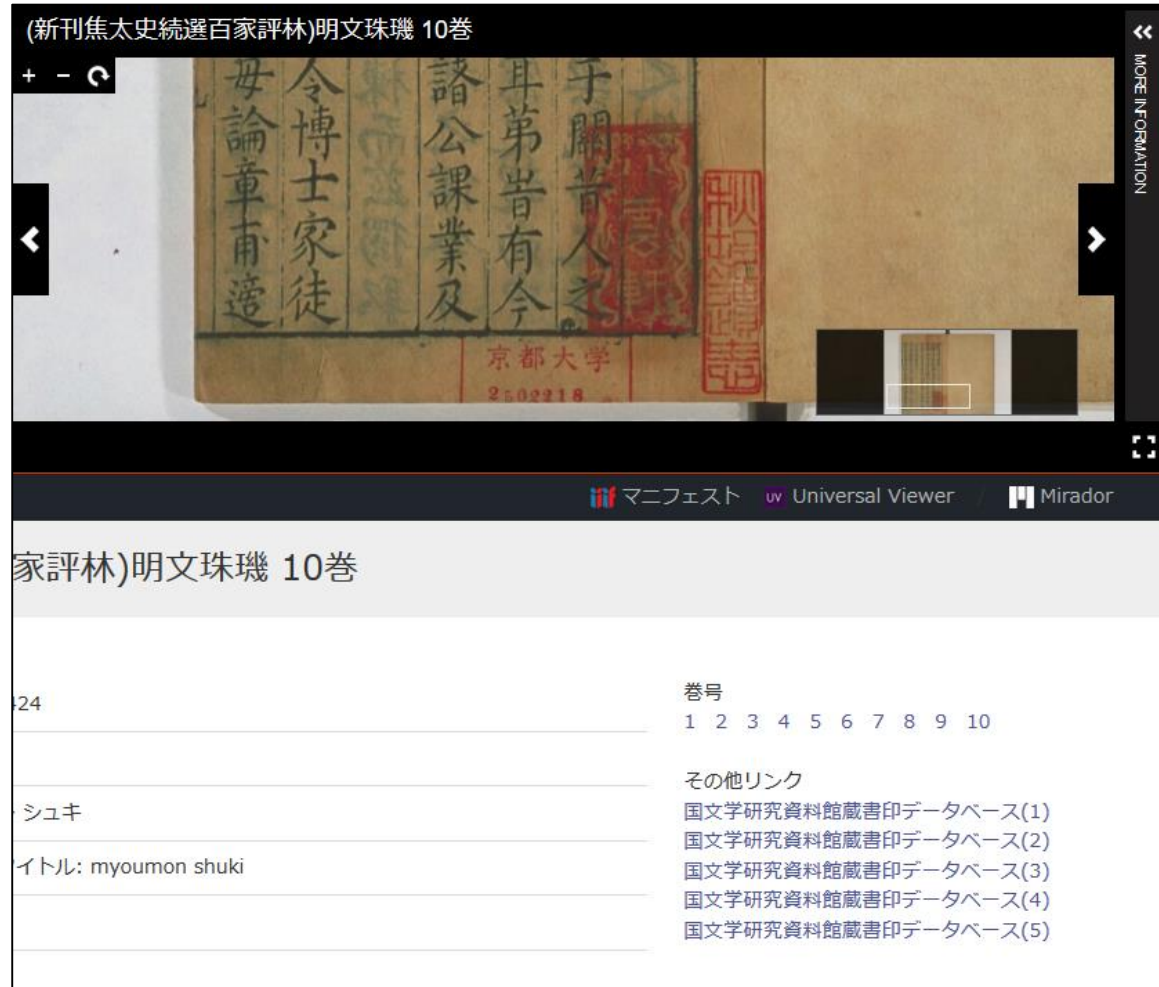 (新刊焦太史続選百家評林)明文珠璣 10巻
MORE INFORMATION
于關昔人之
耳第昔有今
諸公課業及
令博士家徒
毋論章甫逢
京都大学
マニフェスト
UV Universal Viewer
/
Mirador
家評林)明文珠璣 10巻
424
巻号
1 2 3 4 5 6 7 8 9 10
その他リンク
シュキ
国文学研究資料館蔵書印データベース(1)
国文学研究資料館蔵書印データベース(2)
イトル: myoumon shuki
国文学研究資料館蔵書印データベース(3)
国文学研究資料館蔵書印データベース(4)
国文学研究資料館蔵書印データベース(5)